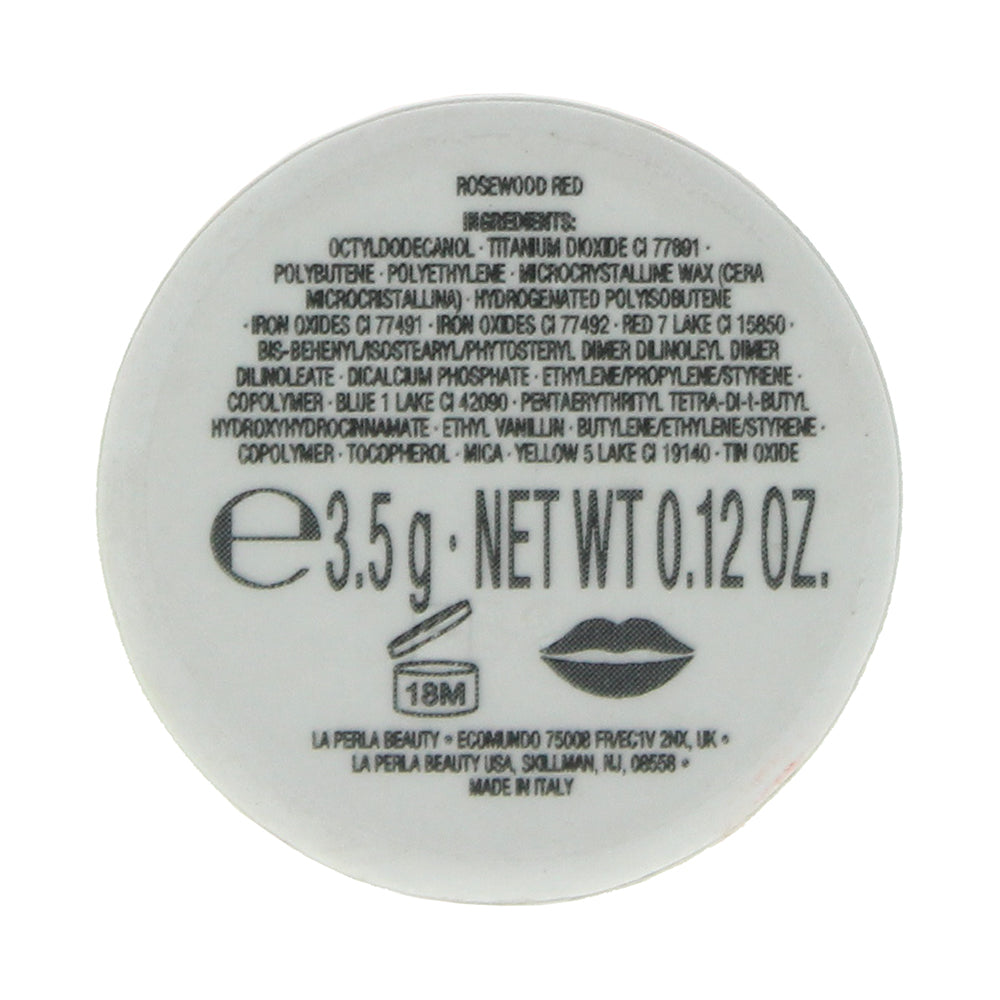 ROSEWOOD RED
INGREDIENTS:
OCTYLDODECANOL · TITANIUM DIOXIDE CI 77891 ·
POLYBUTENE · POLYETHYLENE · MICROCRYSTALLINE WAX (CERA
MICROCRISTALLINA) · HYDROGENATED POLYISOBUTENE
· IRON OXIDES CI 77491 · IRON OXIDES CI 77492 · RED 7 LAKE CI 15850 ·
BIS-BEHENYL/ISOSTEARYL/PHYTOSTERYL DIMER DILINOLEYL DIMER
DILINOLEATE · DICALCIUM PHOSPHATE · ETHYLENE/PROPYLENE/STYRENE ·
COPOLYMER · BLUE 1 LAKE CI 42090 · PENTAERYTHRITYL TETRA-DI-t-BUTYL
HYDROXYHYDROCINNAMATE · ETHYL VANILLIN · BUTYLENE/ETHYLENE/STYRENE ·
COPOLYMER · TOCOPHEROL · MICA · YELLOW 5 LAKE CI 19140 · TIN OXIDE
℮ 3.5 g · NET WT 0.12 OZ.
18M
LA PERLA BEAUTY • ECOMUNDO 75008 FR/EC1V 2NX, UK •
LA PERLA BEAUTY USA, SKILLMAN, NJ, 08558 •
MADE IN ITALY